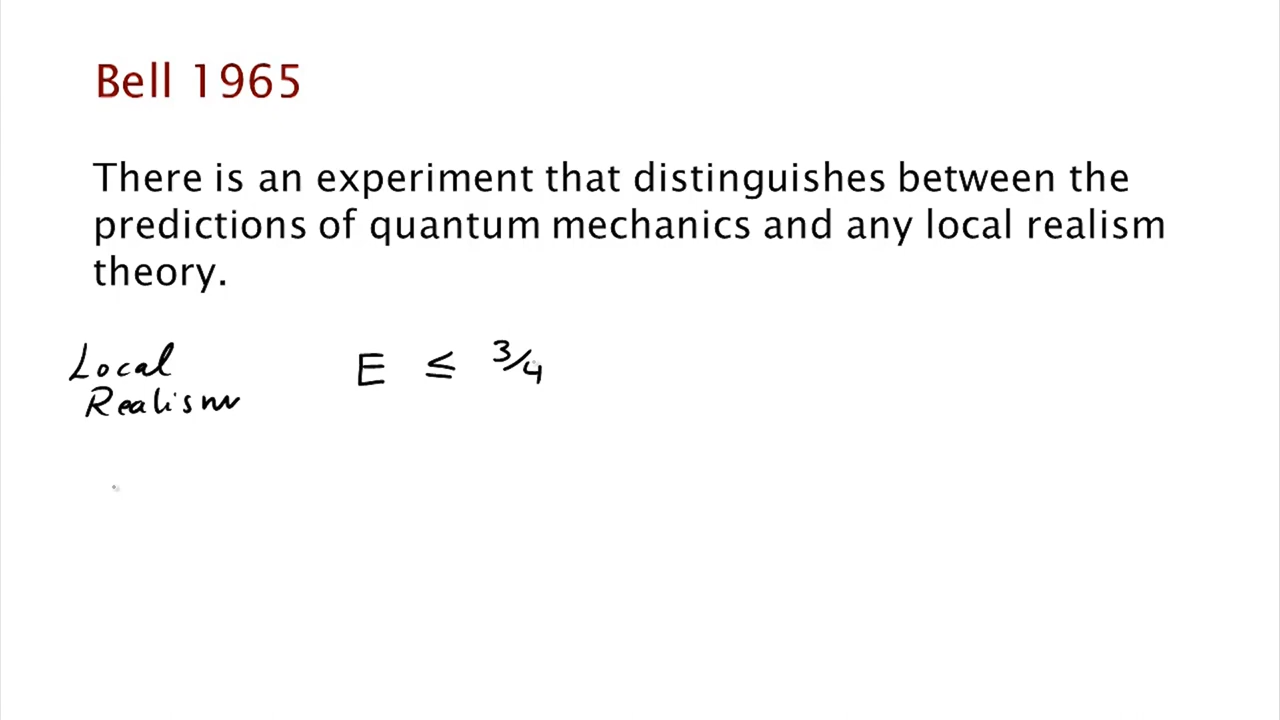 Bell 1965
There is an experiment that distinguishes between the
predictions of quantum mechanics and any local realism
theory.
Local E ≤ 3/4
Realism